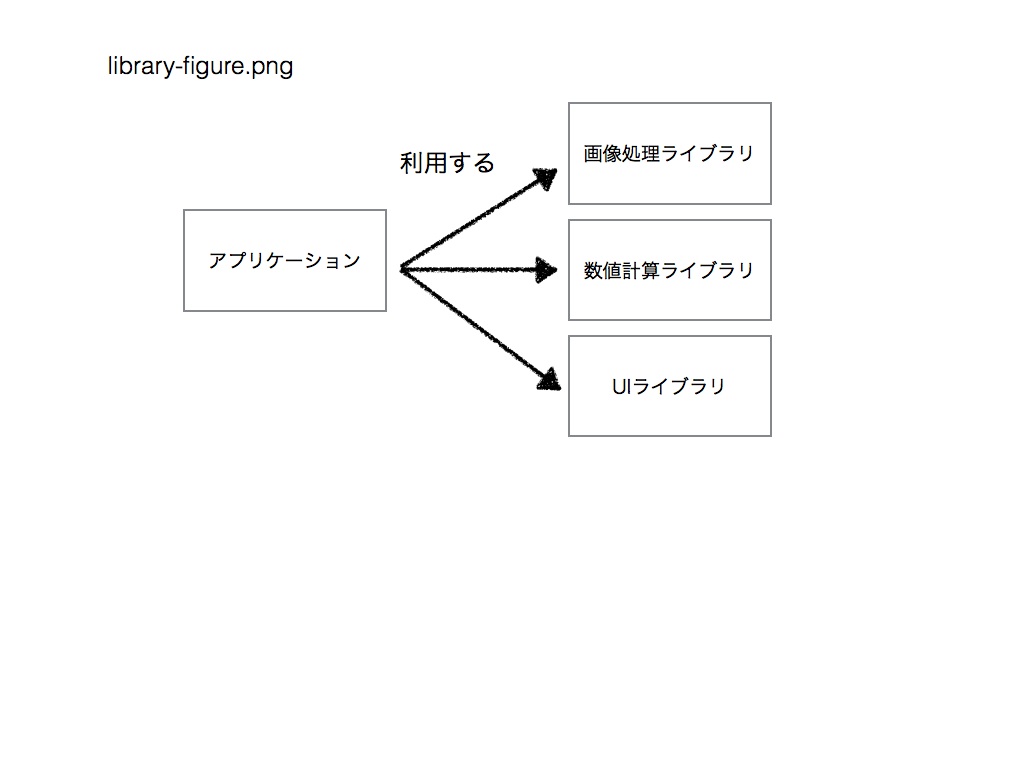 library-figure.png
利用する
アプリケーション
画像処理ライブラリ
数値計算ライブラリ
UIライブラリ